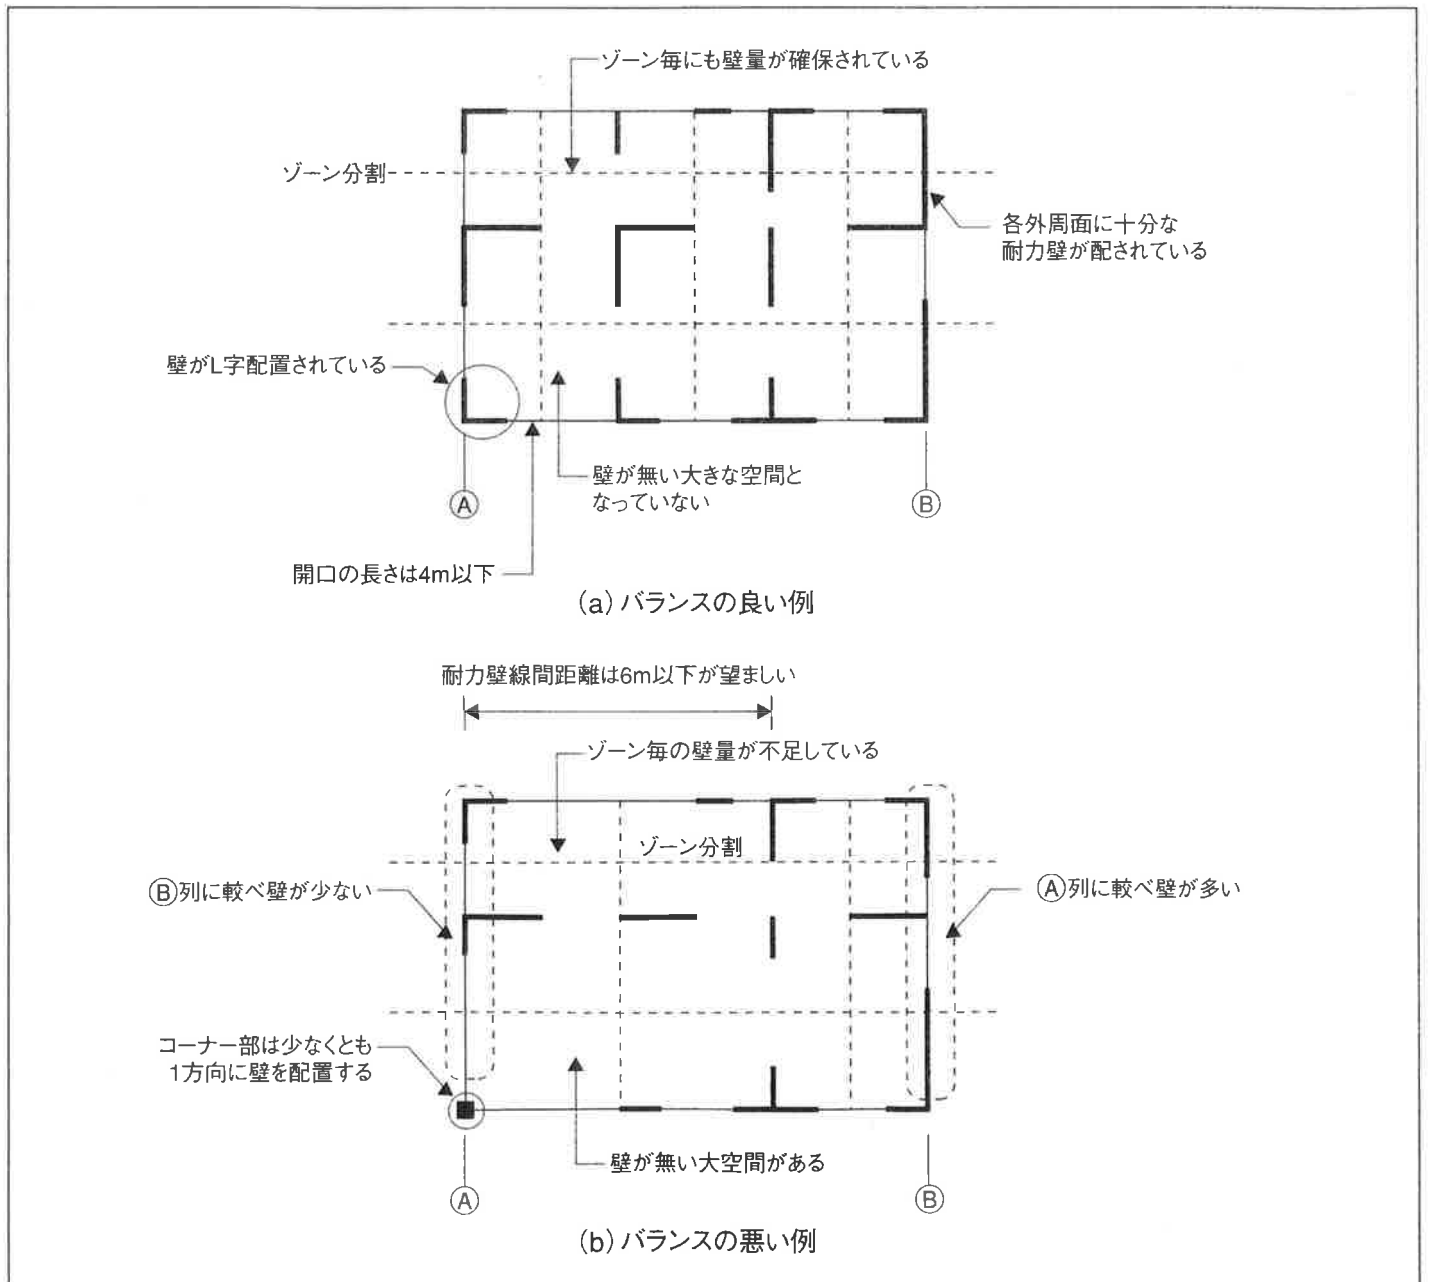 ゾーン毎にも壁量が確保されている
ゾーン分割
各外周面に十分な
耐力壁が配されている
壁がL字配置されている
壁が無い大きな空間と
なっていない
Ⓐ
Ⓑ
開口の長さは4m以下
(a)バランスの良い例
耐力壁線間距離は6m以下が望ましい
ゾーン毎の壁量が不足している
ゾーン分割
Ⓑ列に較べ壁が少ない
Ⓐ列に較べ壁が多い
コーナー部は少なくとも
1方向に壁を配置する
壁が無い大空間がある
Ⓐ
Ⓑ
(b)バランスの悪い例